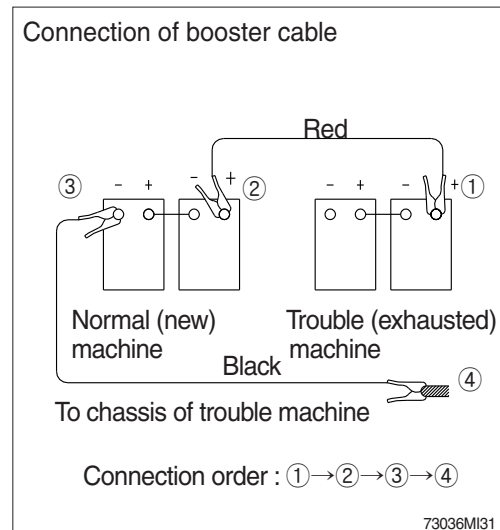 Connection of booster cable
Red
③ - + - + ② - + - + ①
Normal (new)
machine
Trouble (exhausted)
machine
Black
④
To chassis of trouble machine
Connection order : ①→②→③→④
73036MI31